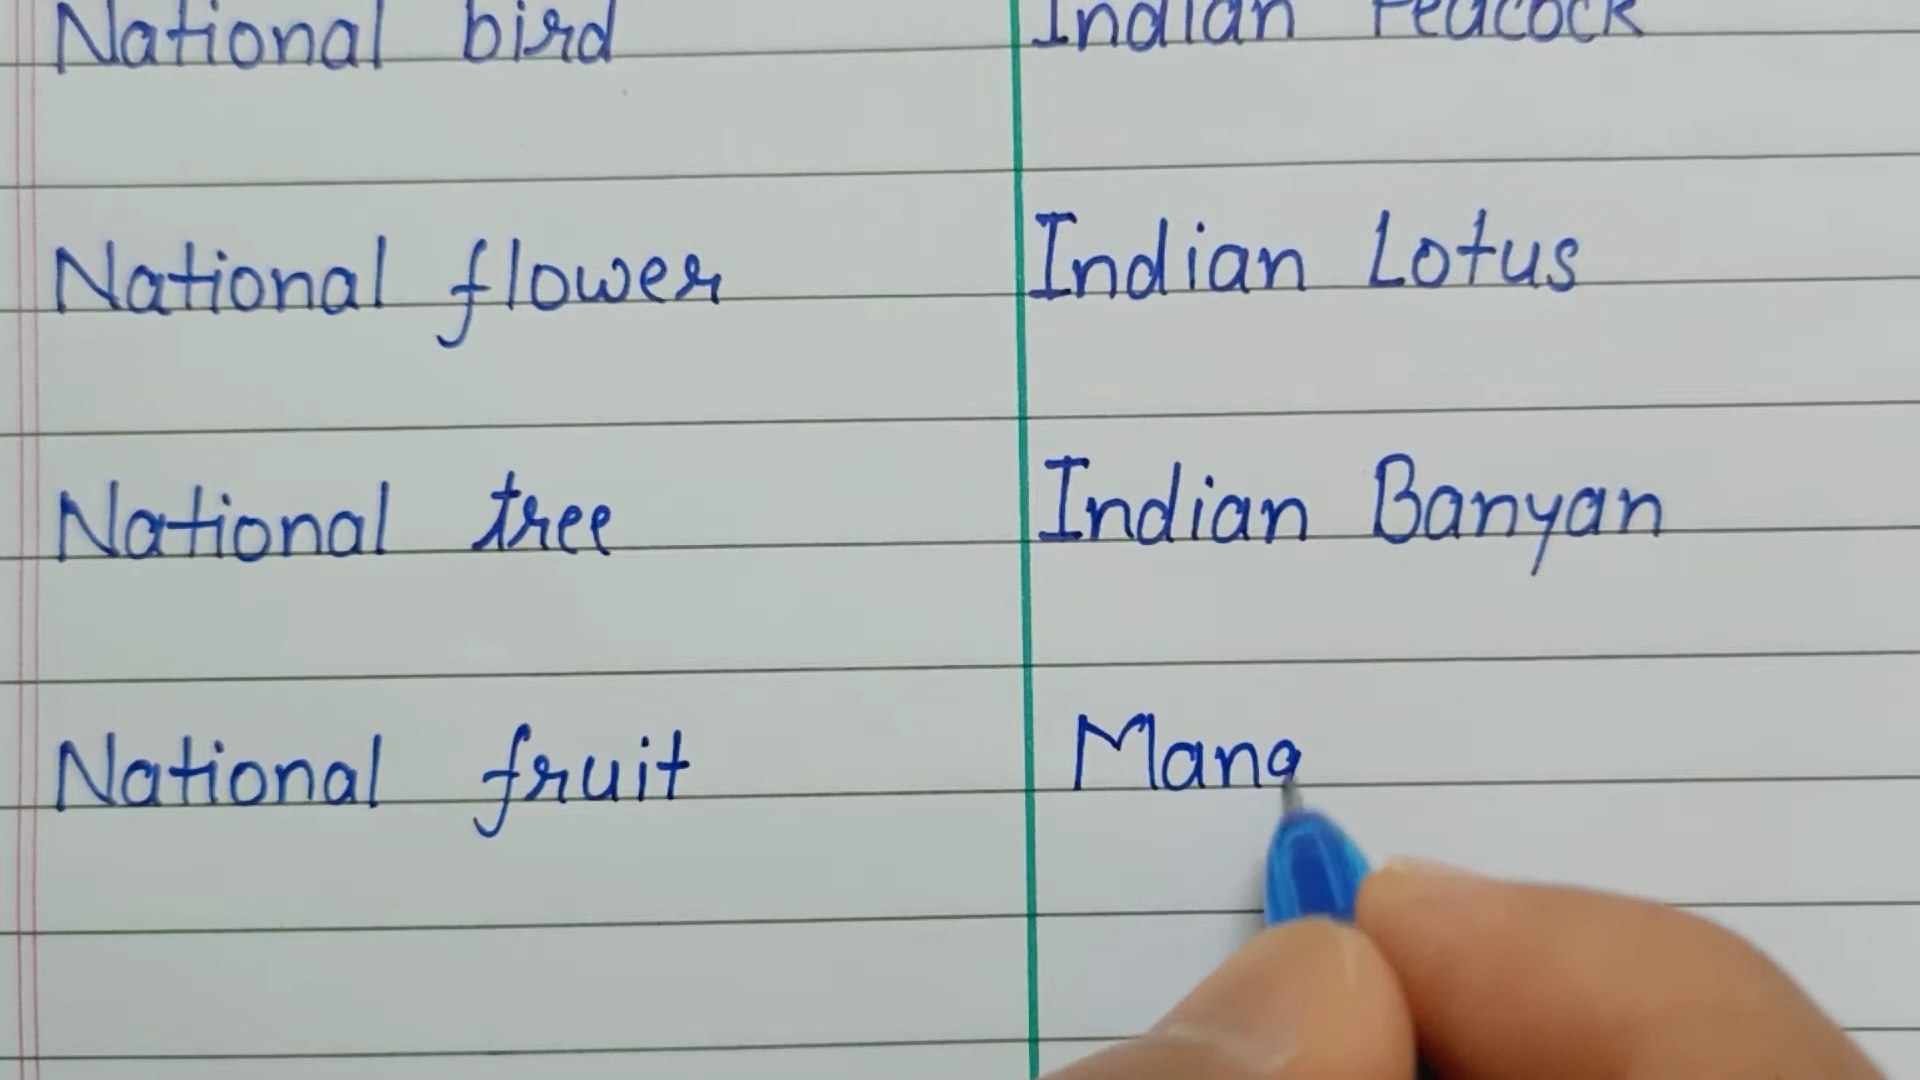 National bird Indian Peacock
National flower Indian Lotus
National tree Indian Banyan
National fruit Mang